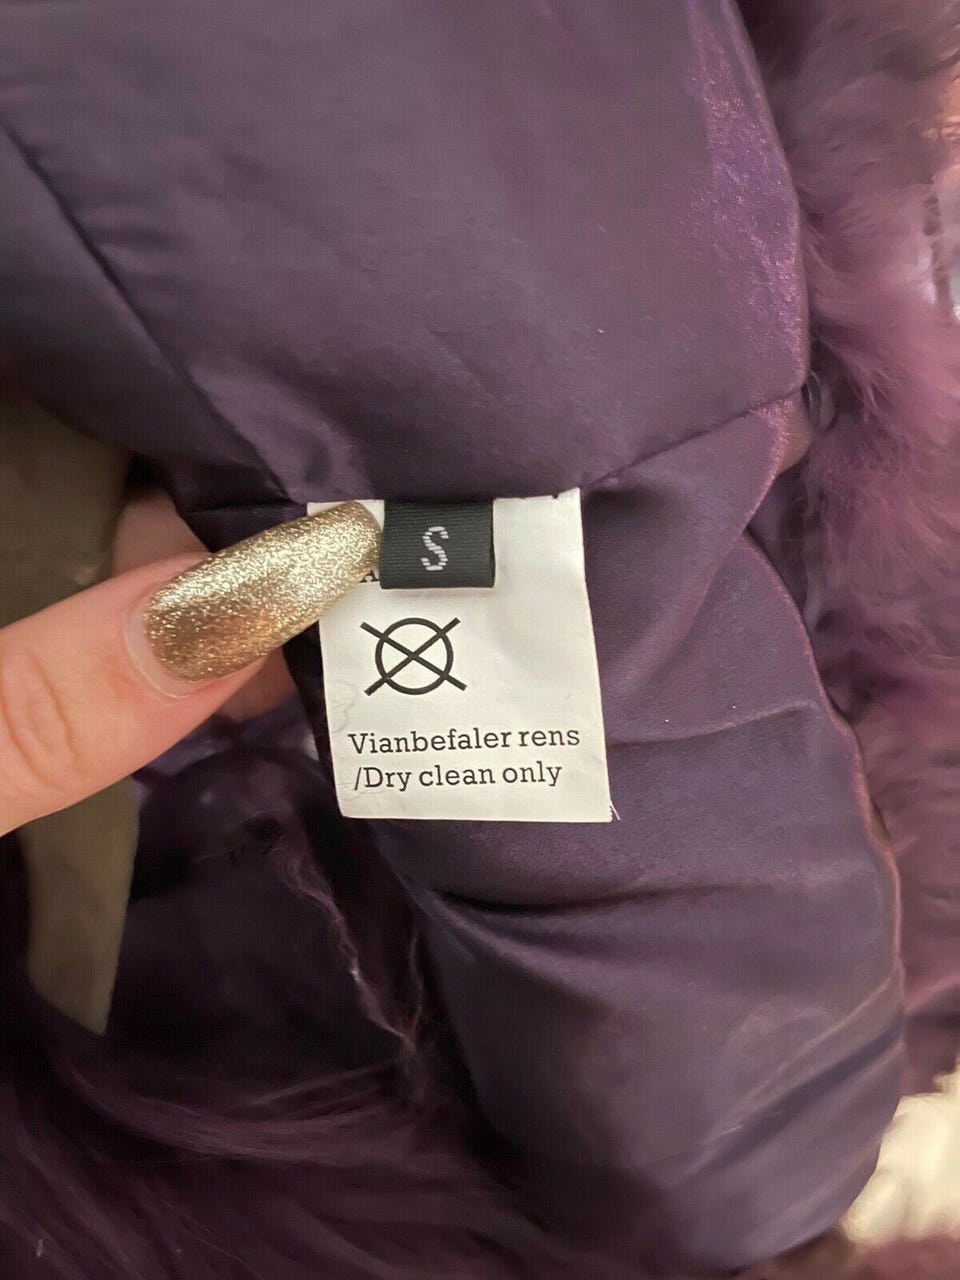 S
Vianbefaler rens
/Dry clean only